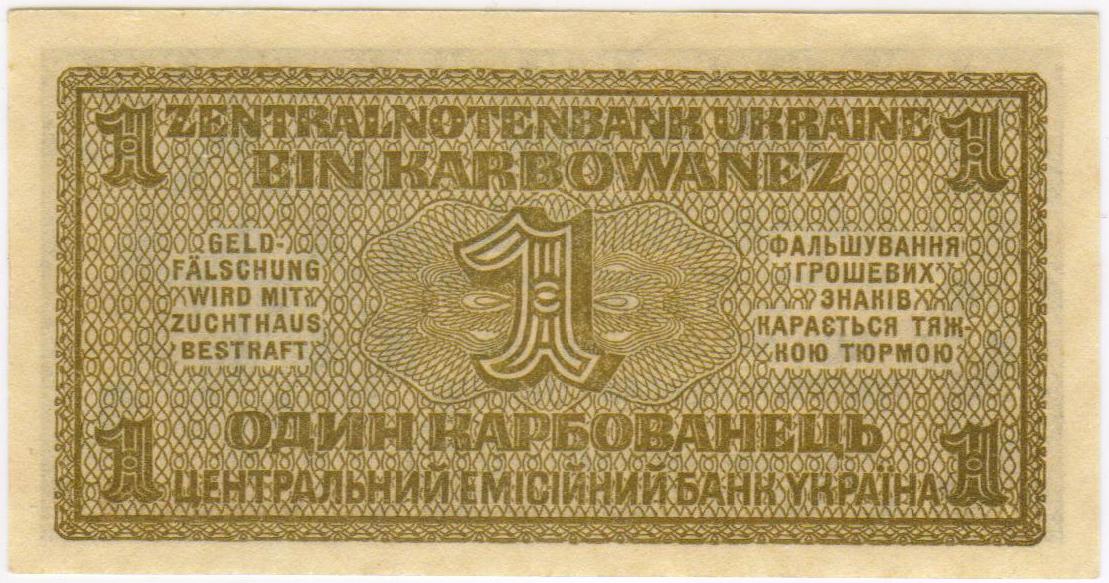 1 ZENTRALNOTENBANK UKRAINE 1
EIN KARBOWANEZ
GELD-
FÄLSCHUNG
WIRD MIT
ZUCHTHAUS
BESTRAFT
1
ФАЛЬШУВАННЯ
ГРОШЕВИХ
ЗНАКІВ
КАРАЄТЬСЯ ТЯЖ-
КОЮ ТЮРМОЮ
ОДИН КАРБОВАНЕЦЬ
1 ЦЕНТРАЛЬНИЙ ЕМІСІЙНИЙ БАНК УКРАЇНА 1